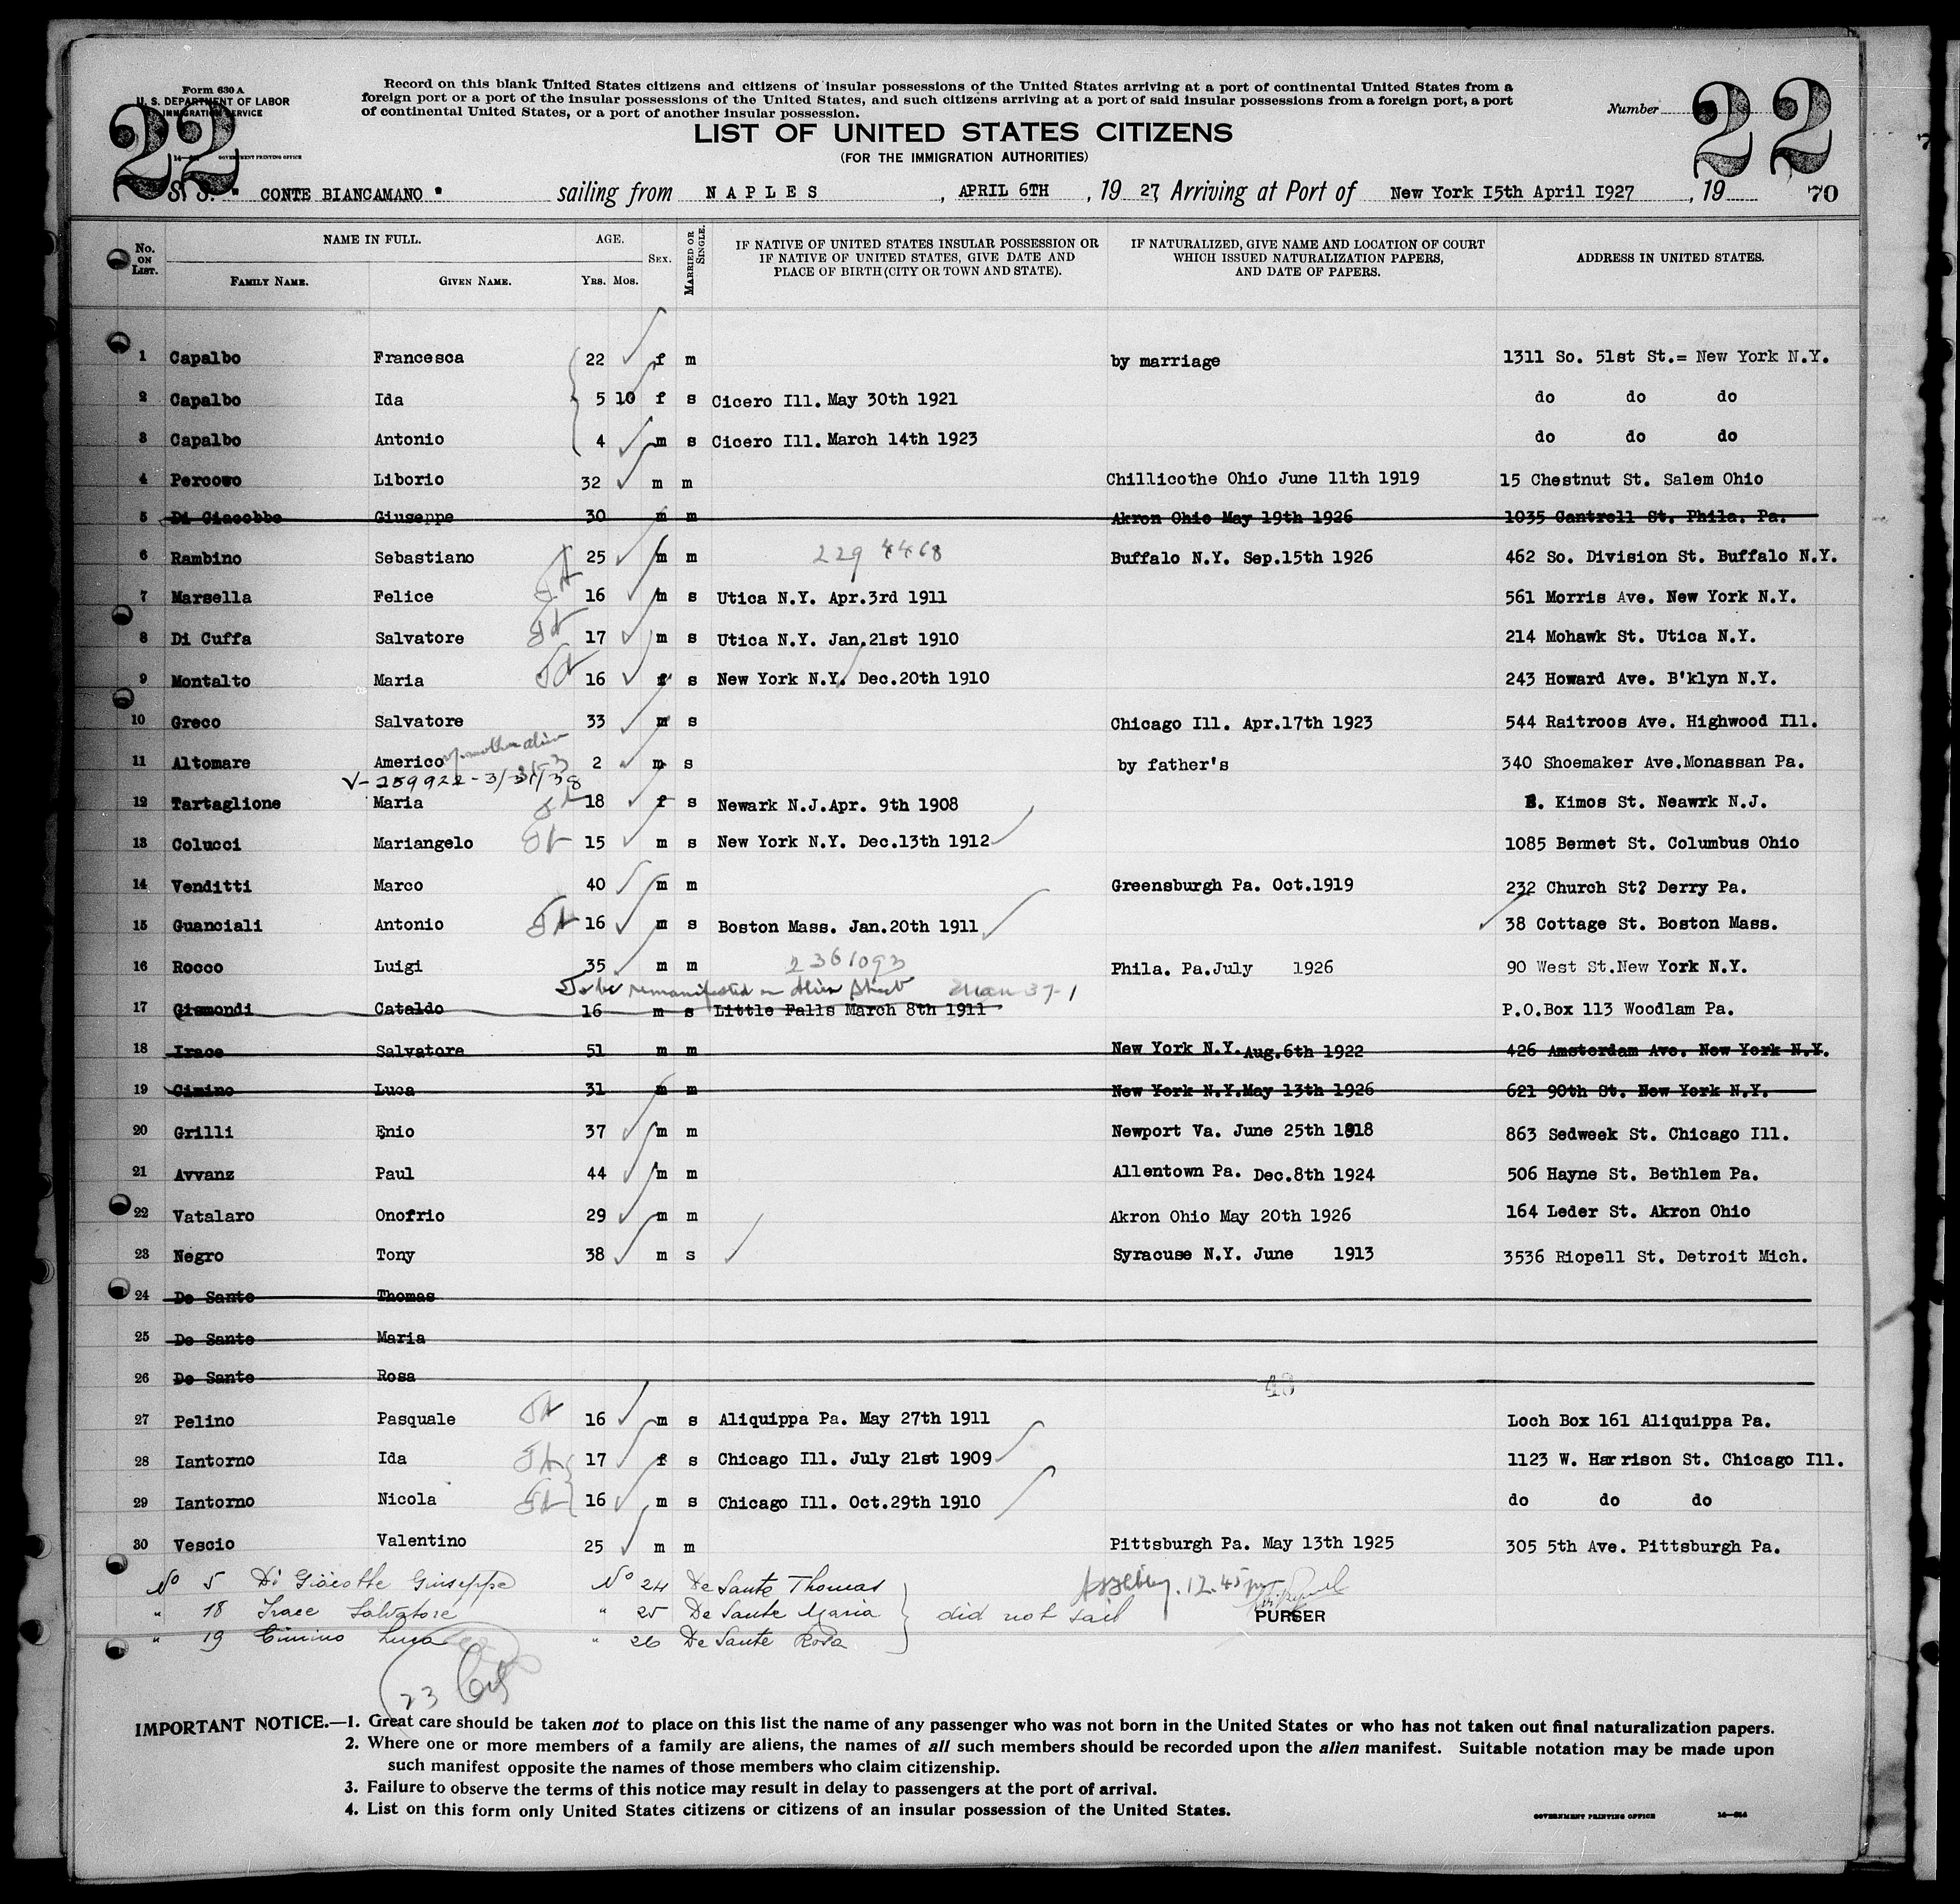 Form 630 A
U. S. DEPARTMENT OF LABOR
IMMIGRATION SERVICE
22
Record on this blank United States citizens and citizens of insular possessions of the United States arriving at a port of continental United States from a
foreign port or a port of the insular possessions of the United States, and such citizens arriving at a port of said insular possessions from a foreign port, a port
of continental United States, or a port of another insular possession.
Number 22
LIST OF UNITED STATES CITIZENS
(FOR THE IMMIGRATION AUTHORITIES)
GOVERNMENT PRINTING OFFICE
S. S. " CONTE BIANCAMANO " sailing from N A P L E S , APRIL 6TH , 19 27, Arriving at Port of New York I5th April I927 , 19 70
No. ON LIST. NAME IN FULL. FAMILY NAME. GIVEN NAME. AGE. YRS. MOS. SEX. MARRIED OR SINGLE. IF NATIVE OF UNITED STATES INSULAR POSSESSION OR IF NATIVE OF UNITED STATES, GIVE DATE AND PLACE OF BIRTH (CITY OR TOWN AND STATE). IF NATURALIZED, GIVE NAME AND LOCATION OF COURT WHICH ISSUED NATURALIZATION PAPERS, AND DATE OF PAPERS. ADDRESS IN UNITED STATES.
1 Capalbo Francesca 22 f m by marriage 1311 So. 51st St.= New York N.Y.
2 Capalbo Ida 5 10 f s Cicero Ill. May 30th 1921 do do do
3 Capalbo Antonio 4 m s Cicero Ill. March 14th 1923 do do do
4 Percoso Liborio 32 m m Chillicothe Ohio June 11th 1919 15 Chestnut St. Salem Ohio
5 Di Giacobbe Giuseppe 30 m m Akron Ohio May 19th 1926 1035 Cantrell St. Phila. Pa.
6 Rambino Sebastiano 25 m m 229 4468 Buffalo N.Y. Sep.15th 1926 462 So. Division St. Buffalo N.Y.
7 Marsella Felice 16 m s Utica N.Y. Apr.3rd 1911 561 Morris Ave. New York N.Y.
8 Di Cuffa Salvatore 17 m s Utica N.Y. Jan.21st 1910 214 Mohawk St. Utica N.Y.
9 Montalto Maria 16 f s New York N.Y. Dec.20th 1910 243 Howard Ave. B'klyn N.Y.
10 Greco Salvatore 33 m s Chicago Ill. Apr.17th 1923 544 Raitroos Ave. Highwood Ill.
mother alien
11 Altomare Americo 2 m s by father's 340 Shoemaker Ave.Monassan Pa.
V-259922-3/31/38
12 Tartaglione Maria 18 f s Newark N.J.Apr. 9th 1908 E. Kimos St. Neawrk N.J.
13 Colucci Mariangelo 15 m s New York N.Y. Dec.13th 1912 1085 Bennet St. Columbus Ohio
14 Venditti Marco 40 m m Greensburgh Pa. Oct.1919 232 Church St? Derry Pa.
15 Guanciali Antonio 16 m s Boston Mass. Jan.20th 1911 38 Cottage St. Boston Mass.
16 Rocco Luigi 35 m m 2361093 Phila. Pa.July 1926 90 West St.New York N.Y.
To be remanifested on Alien Sheet 37-1
17 Gismondi Cataldo 16 m s Little Falls March 8th 1911 P.O.Box 113 Woodlam Pa.
18 Irace Salvatore 51 m m New York N.Y. Aug.6th 1922 426 Amsterdam Ave. New York N.Y.
19 Cimino Luca 31 m m New York N.Y.May 13th 1926 621 90th St. New York N.Y.
20 Grilli Enio 37 m m Newport Va. June 25th 1918 863 Sedweek St. Chicago Ill.
21 Avvanz Paul 44 m m Allentown Pa. Dec.8th 1924 506 Hayne St. Bethlem Pa.
22 Vatalaro Onofrio 29 m m Akron Ohio May 20th 1926 164 Leder St. Akron Ohio
23 Negro Tony 38 m s Syracuse N.Y. June 1913 3536 Riopell St. Detroit Mich.
24 De Sante Thomas
25 De Sante Maria
26 De Sante Rosa
27 Pelino Pasquale 16 m s Aliquippa Pa. May 27th 1911 Loch Box 161 Aliquippa Pa.
28 Iantorno Ida 17 f s Chicago Ill. July 21st 1909 1123 W. Harrison St. Chicago Ill.
29 Iantorno Nicola 16 m s Chicago Ill. Oct.29th 1910 do do do
30 Vescio Valentino 25 m m Pittsburgh Pa. May 13th 1925 305 5th Ave. Pittsburgh Pa.
No 5 Di Giacobbe Giuseppe No 24 De Sante Thomas
" 18 Irace Salvatore " 25 De Sante Maria did not sail PURSER
" 19 Cimino Luca " 26 De Sante Rosa
23
IMPORTANT NOTICE.—1. Great care should be taken not to place on this list the name of any passenger who was not born in the United States or who has not taken out final naturalization papers.
2. Where one or more members of a family are aliens, the names of all such members should be recorded upon the alien manifest. Suitable notation may be made upon
such manifest opposite the names of those members who claim citizenship.
3. Failure to observe the terms of this notice may result in delay to passengers at the port of arrival.
4. List on this form only United States citizens or citizens of an insular possession of the United States.
GOVERNMENT PRINTING OFFICE